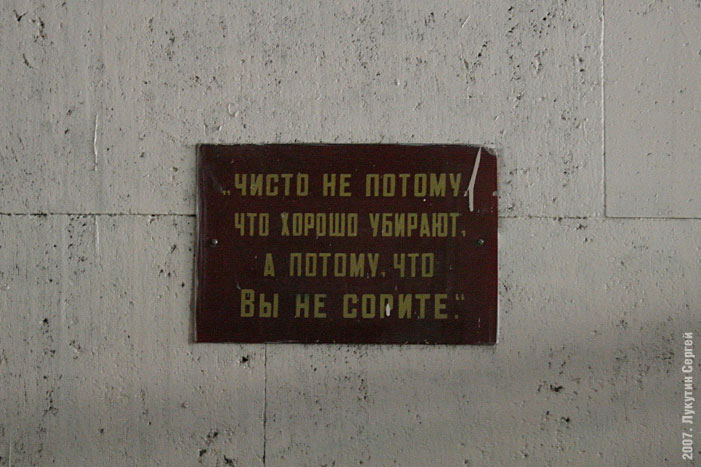 „ЧИСТО НЕ ПОТОМУ,
ЧТО ХОРОШО УБИРАЮТ,
А ПОТОМУ, ЧТО
ВЫ НЕ СОРИТЕ."
2007. Лукутин Сергей